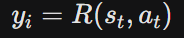 y_i = R(s_t, a_t)